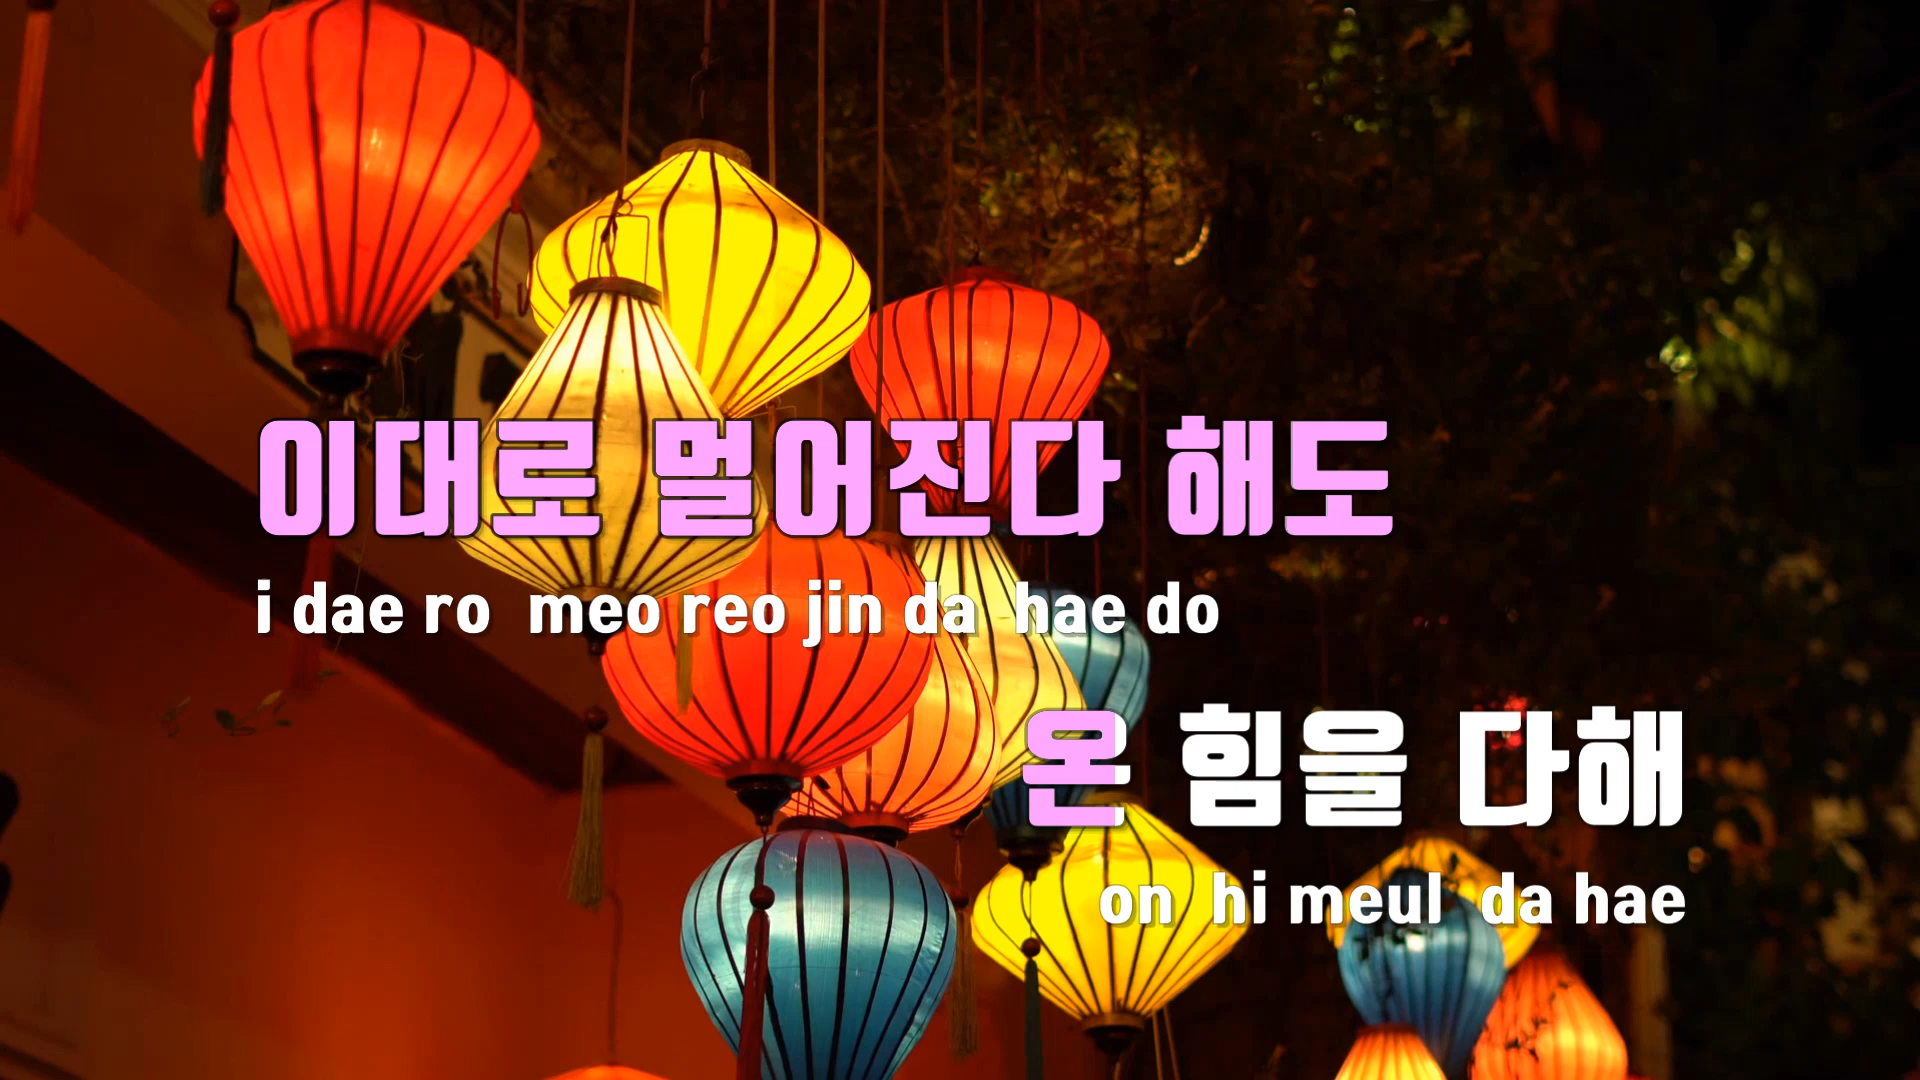 이대로 멀어진다 해도
i dae ro meo reo jin da hae do
온 힘을 다해
on hi meul da hae